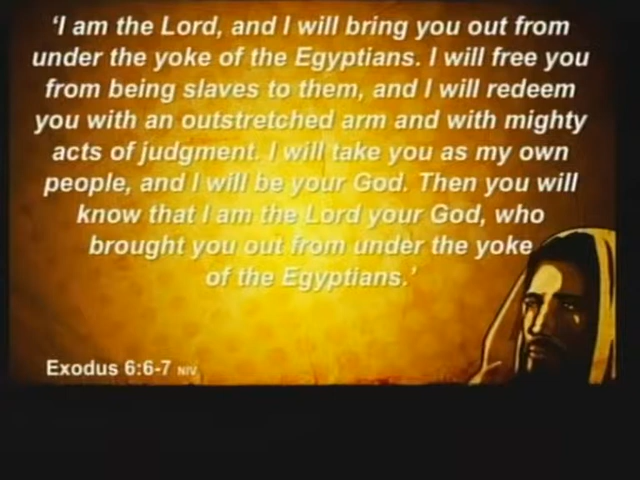 'I am the Lord, and I will bring you out from
under the yoke of the Egyptians. I will free you
from being slaves to them, and I will redeem
you with an outstretched arm and with mighty
acts of judgment. I will take you as my own
people, and I will be your God. Then you will
know that I am the Lord your God, who
brought you out from under the yoke
of the Egyptians.'
Exodus 6:6-7 NIV